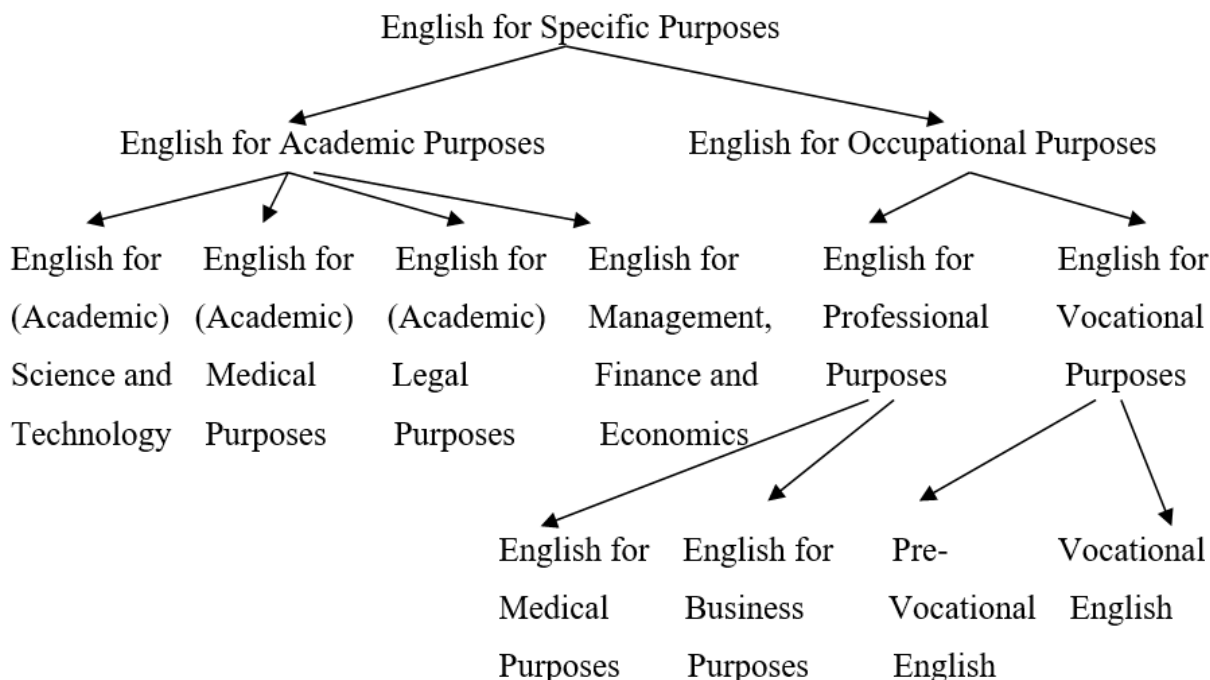 English for Specific Purposes
English for Academic Purposes English for Occupational Purposes
English for English for English for English for English for English for
(Academic) (Academic) (Academic) Management, Professional Vocational
Science and Medical Legal Finance and Purposes Purposes
Technology Purposes Purposes Economics
English for English for Pre- Vocational
Medical Business Vocational English
Purposes Purposes English